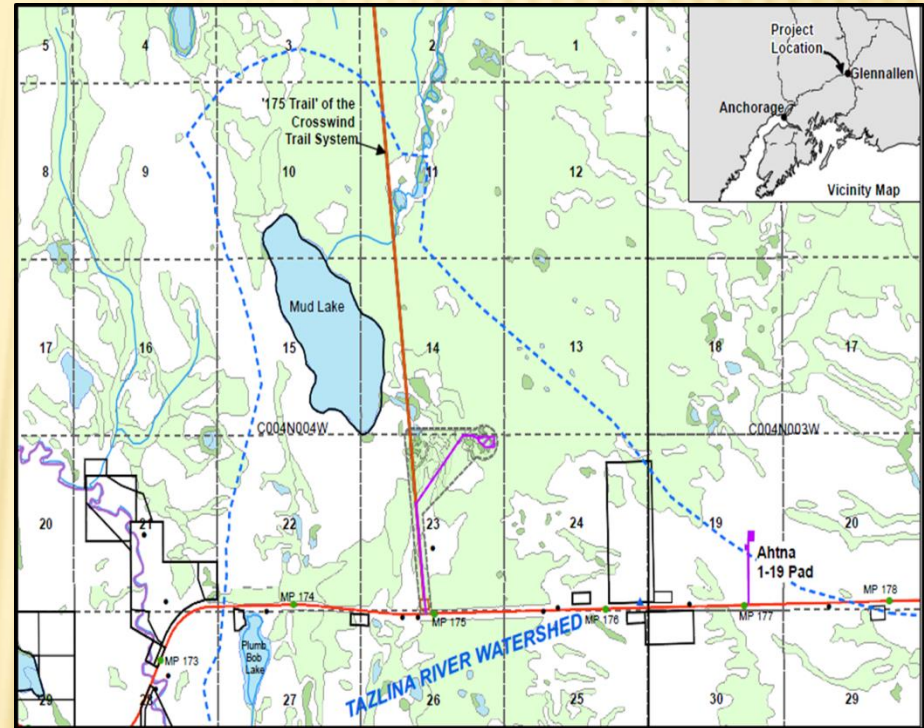 5
4
3
2
1
'175 Trail' of the
Crosswind
Trail System
Project
Location
Glennallen
Anchorage
Vicinity Map
8
9
10
11
12
Mud Lake
17
16
15
14
13
18
17
C004N004W
C004N003W
20
21
22
23
24
19
20
Ahtna
1-19 Pad
MP 173
MP 174
MP 175
MP 176
MP 177
MP 178
Plumb
Bob
Lake
TAZLINA RIVER WATERSHED
29
28
27
26
25
30
29